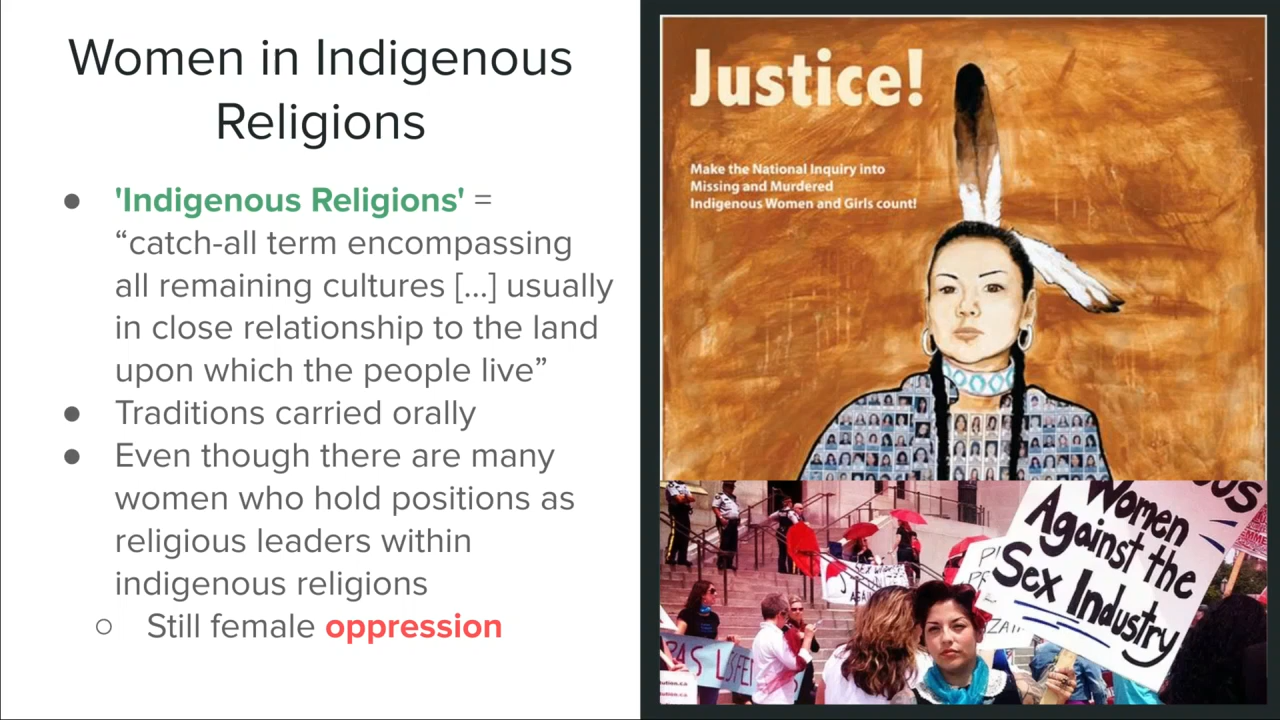 Women in Indigenous
Religions
● 'Indigenous Religions' =
“catch-all term encompassing
all remaining cultures [...] usually
in close relationship to the land
upon which the people live”
● Traditions carried orally
● Even though there are many
women who hold positions as
religious leaders within
indigenous religions
○ Still female oppression
Justice!
Make the National Inquiry into
Missing and Murdered
Indigenous Women and Girls count!
Women
Against the
Sex Industry